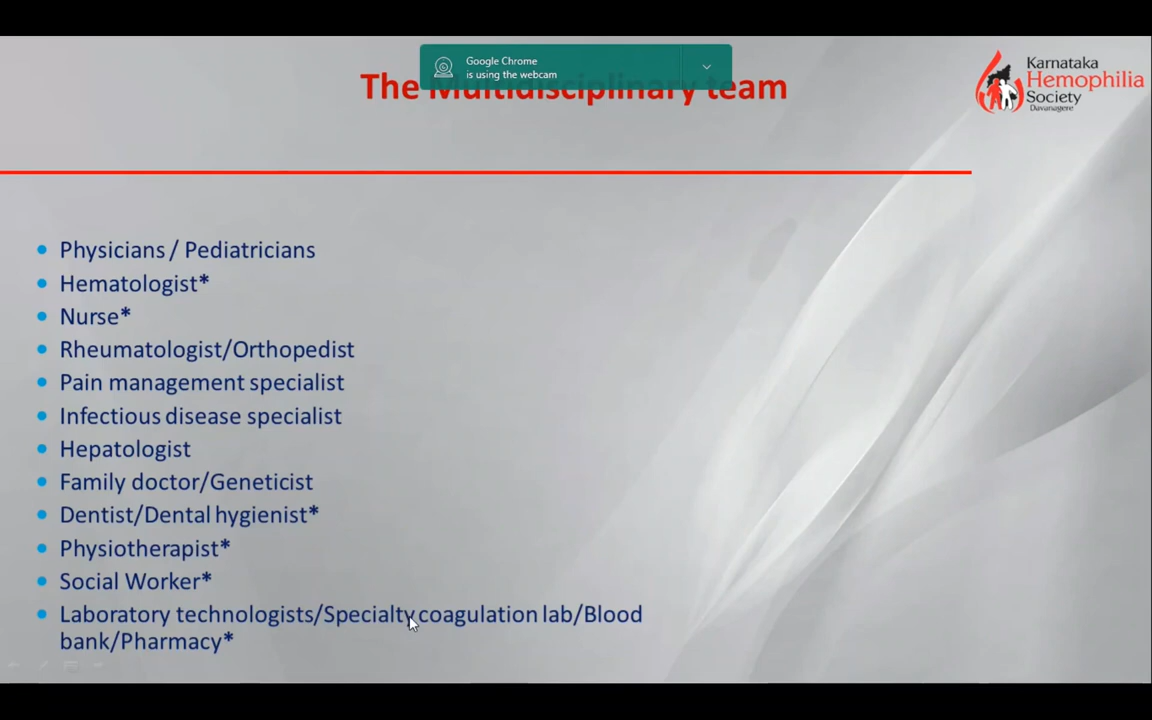 Google Chrome
is using the webcam
The Multidisciplinary team
Karnataka
Hemophilia
Society
Davanagere
• Physicians / Pediatricians
• Hematologist*
• Nurse*
• Rheumatologist/Orthopedist
• Pain management specialist
• Infectious disease specialist
• Hepatologist
• Family doctor/Geneticist
• Dentist/Dental hygienist*
• Physiotherapist*
• Social Worker*
• Laboratory technologists/Specialty coagulation lab/Blood
bank/Pharmacy*